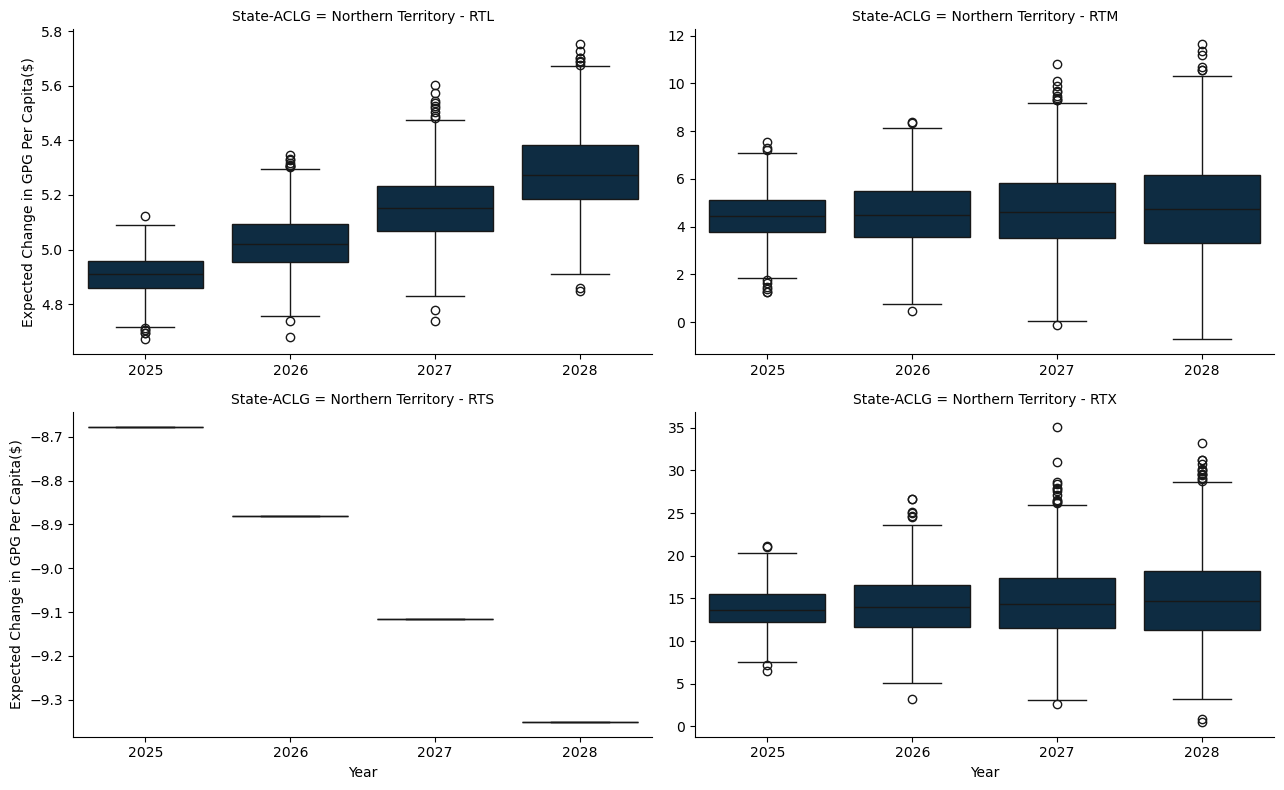 State-ACLG = Northern Territory - RTL
Expected Change in GPG Per Capita($)
5.8
5.6
5.4
5.2
5.0
4.8
2025 2026 2027 2028
State-ACLG = Northern Territory - RTM
12
10
8
6
4
2
0
2025 2026 2027 2028
State-ACLG = Northern Territory - RTS
Expected Change in GPG Per Capita($)
−8.7
−8.8
−8.9
−9.0
−9.1
−9.2
−9.3
2025 2026 2027 2028
Year
State-ACLG = Northern Territory - RTX
35
30
25
20
15
10
5
0
2025 2026 2027 2028
Year